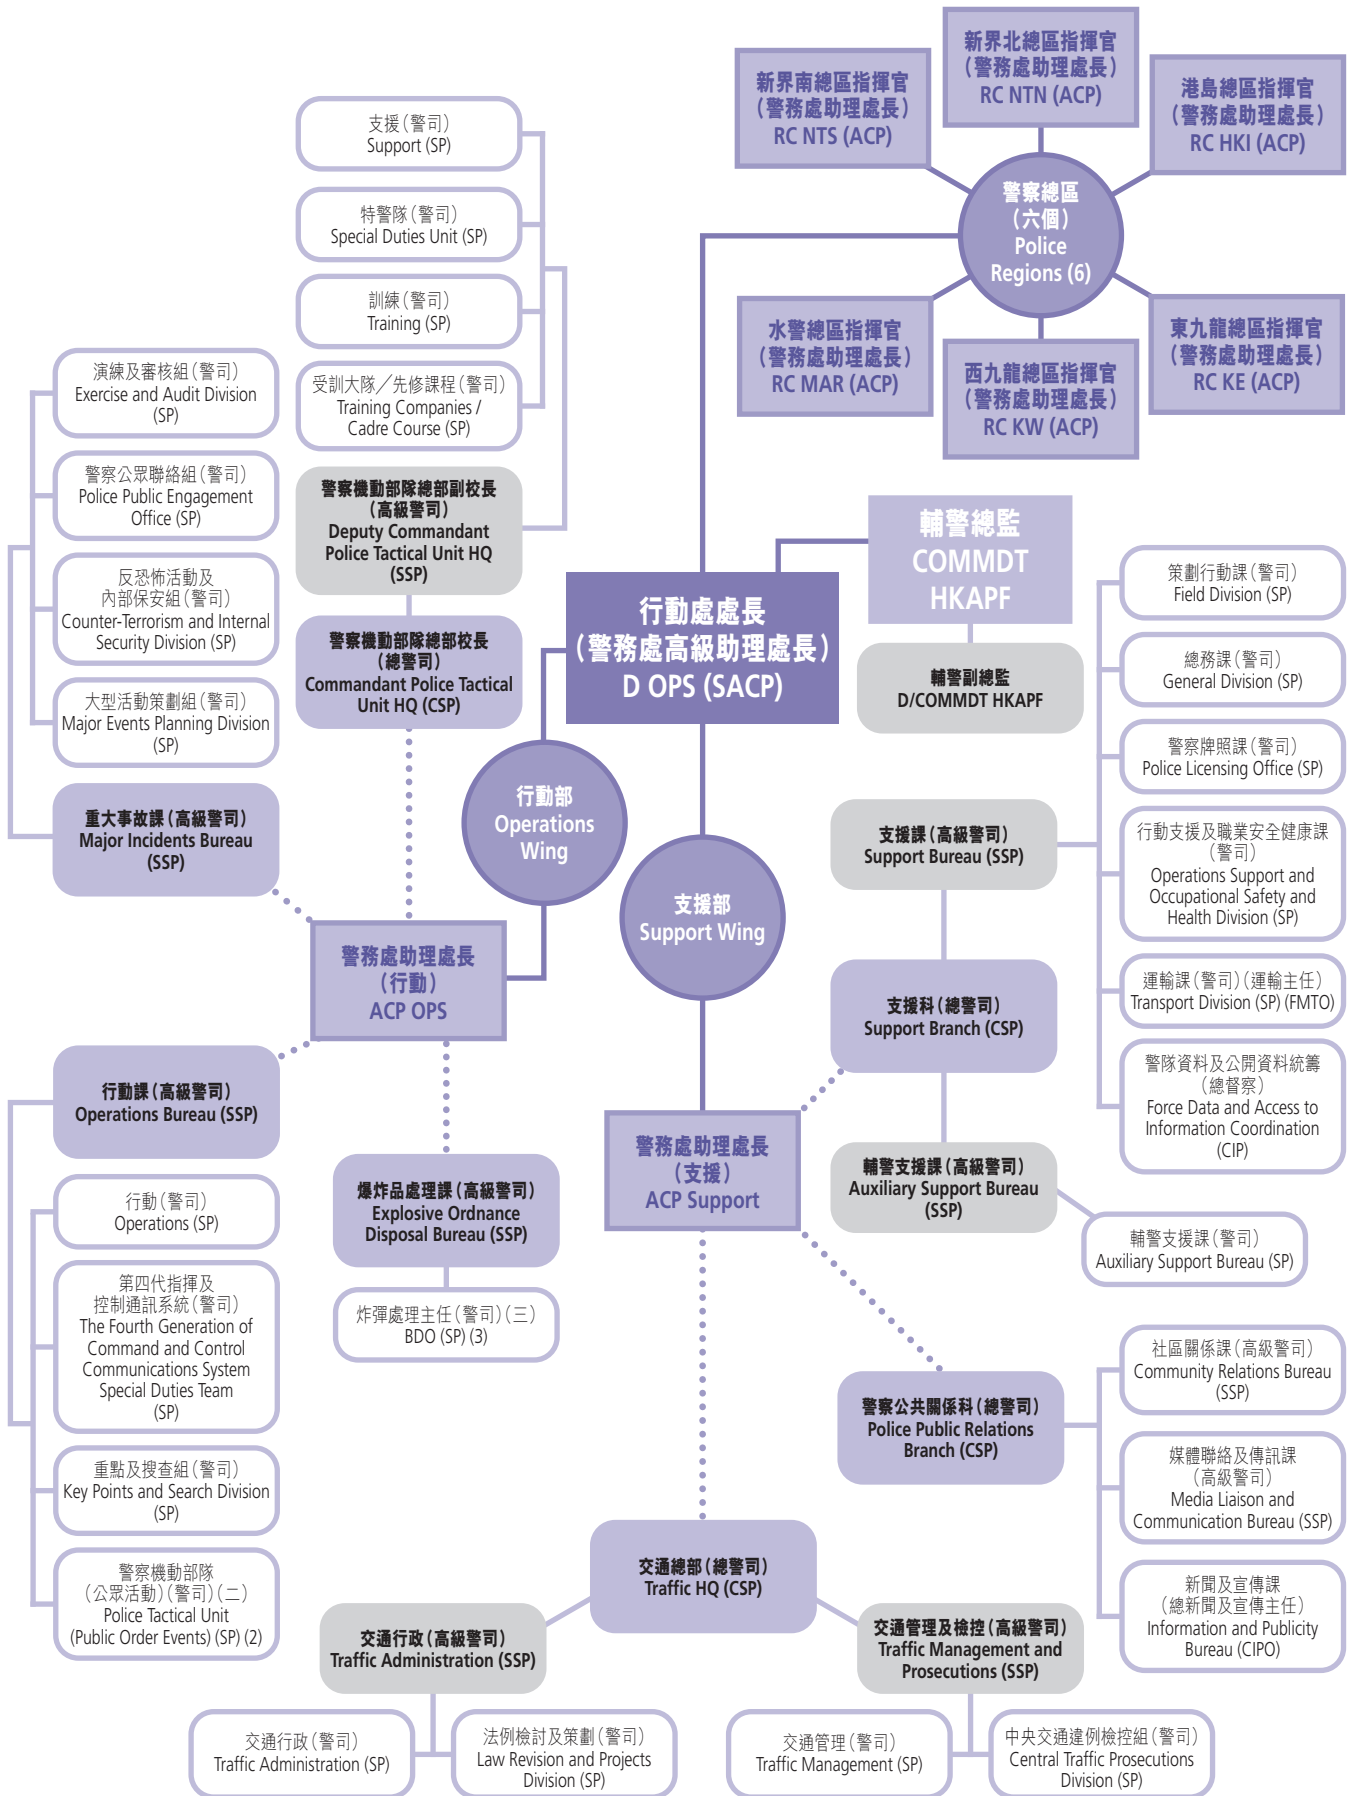 新界北總區指揮官
(警務處助理處長)
RC NTN (ACP)
新界南總區指揮官
(警務處助理處長)
RC NTS (ACP)
港島總區指揮官
(警務處助理處長)
RC HKI (ACP)
警察總區
(六個)
Police
Regions (6)
水警總區指揮官
(警務處助理處長)
RC MAR (ACP)
西九龍總區指揮官
(警務處助理處長)
RC KW (ACP)
東九龍總區指揮官
(警務處助理處長)
RC KE (ACP)
支援(警司)
Support (SP)
特警隊(警司)
Special Duties Unit (SP)
訓練(警司)
Training (SP)
受訓大隊/先修課程(警司)
Training Companies /
Cadre Course (SP)
警察機動部隊總部副校長
(高級警司)
Deputy Commandant
Police Tactical Unit HQ
(SSP)
警察機動部隊總部校長
(總警司)
Commandant Police Tactical
Unit HQ (CSP)
演練及審核組(警司)
Exercise and Audit Division
(SP)
警察公眾聯絡組(警司)
Police Public Engagement
Office (SP)
反恐怖活動及
內部保安組(警司)
Counter-Terrorism and Internal
Security Division (SP)
大型活動策劃組(警司)
Major Events Planning Division
(SP)
重大事故課(高級警司)
Major Incidents Bureau
(SSP)
輔警總監
COMMDT
HKAPF
輔警副總監
D/COMMDT HKAPF
行動處處長
(警務處高級助理處長)
D OPS (SACP)
行動部
Operations
Wing
支援部
Support Wing
警務處助理處長
(行動)
ACP OPS
行動課(高級警司)
Operations Bureau (SSP)
行動(警司)
Operations (SP)
第四代指揮及
控制通訊系統(警司)
The Fourth Generation of
Command and Control
Communications System
Special Duties Team
(SP)
重點及搜查組(警司)
Key Points and Search Division
(SP)
警察機動部隊
(公眾活動)(警司)(二)
Police Tactical Unit
(Public Order Events) (SP) (2)
爆炸品處理課(高級警司)
Explosive Ordnance
Disposal Bureau (SSP)
炸彈處理主任(警司)(三)
BDO (SP) (3)
策劃行動課(警司)
Field Division (SP)
總務課(警司)
General Division (SP)
警察牌照課(警司)
Police Licensing Office (SP)
行動支援及職業安全健康課
(警司)
Operations Support and
Occupational Safety and
Health Division (SP)
運輸課(警司)(運輸主任)
Transport Division (SP) (FMTO)
警隊資料及公開資料統籌
(總督察)
Force Data and Access to
Information Coordination
(CIP)
支援課(高級警司)
Support Bureau (SSP)
支援科(總警司)
Support Branch (CSP)
輔警支援課(高級警司)
Auxiliary Support Bureau
(SSP)
輔警支援課(警司)
Auxiliary Support Bureau (SP)
警務處助理處長
(支援)
ACP Support
警察公共關係科(總警司)
Police Public Relations
Branch (CSP)
社區關係課(高級警司)
Community Relations Bureau
(SSP)
媒體聯絡及傳訊課
(高級警司)
Media Liaison and
Communication Bureau (SSP)
新聞及宣傳課
(總新聞及宣傳主任)
Information and Publicity
Bureau (CIPO)
交通總部(總警司)
Traffic HQ (CSP)
交通行政(高級警司)
Traffic Administration (SSP)
交通行政(警司)
Traffic Administration (SP)
法例檢討及策劃(警司)
Law Revision and Projects
Division (SP)
交通管理及檢控(高級警司)
Traffic Management and
Prosecutions (SSP)
交通管理(警司)
Traffic Management (SP)
中央交通違例檢控組(警司)
Central Traffic Prosecutions
Division (SP)